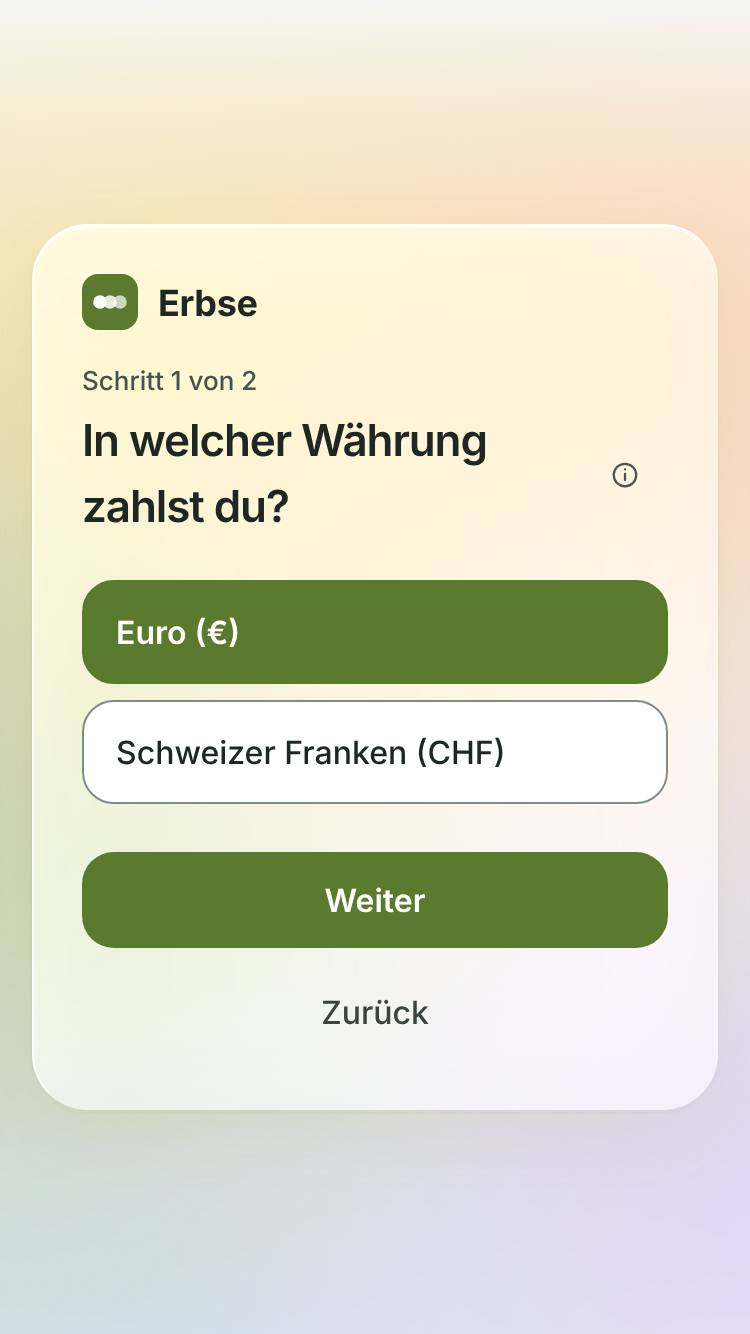 Erbse
Schritt 1 von 2
In welcher Währung
zahlst du?
Euro (€)
Schweizer Franken (CHF)
Weiter
Zurück